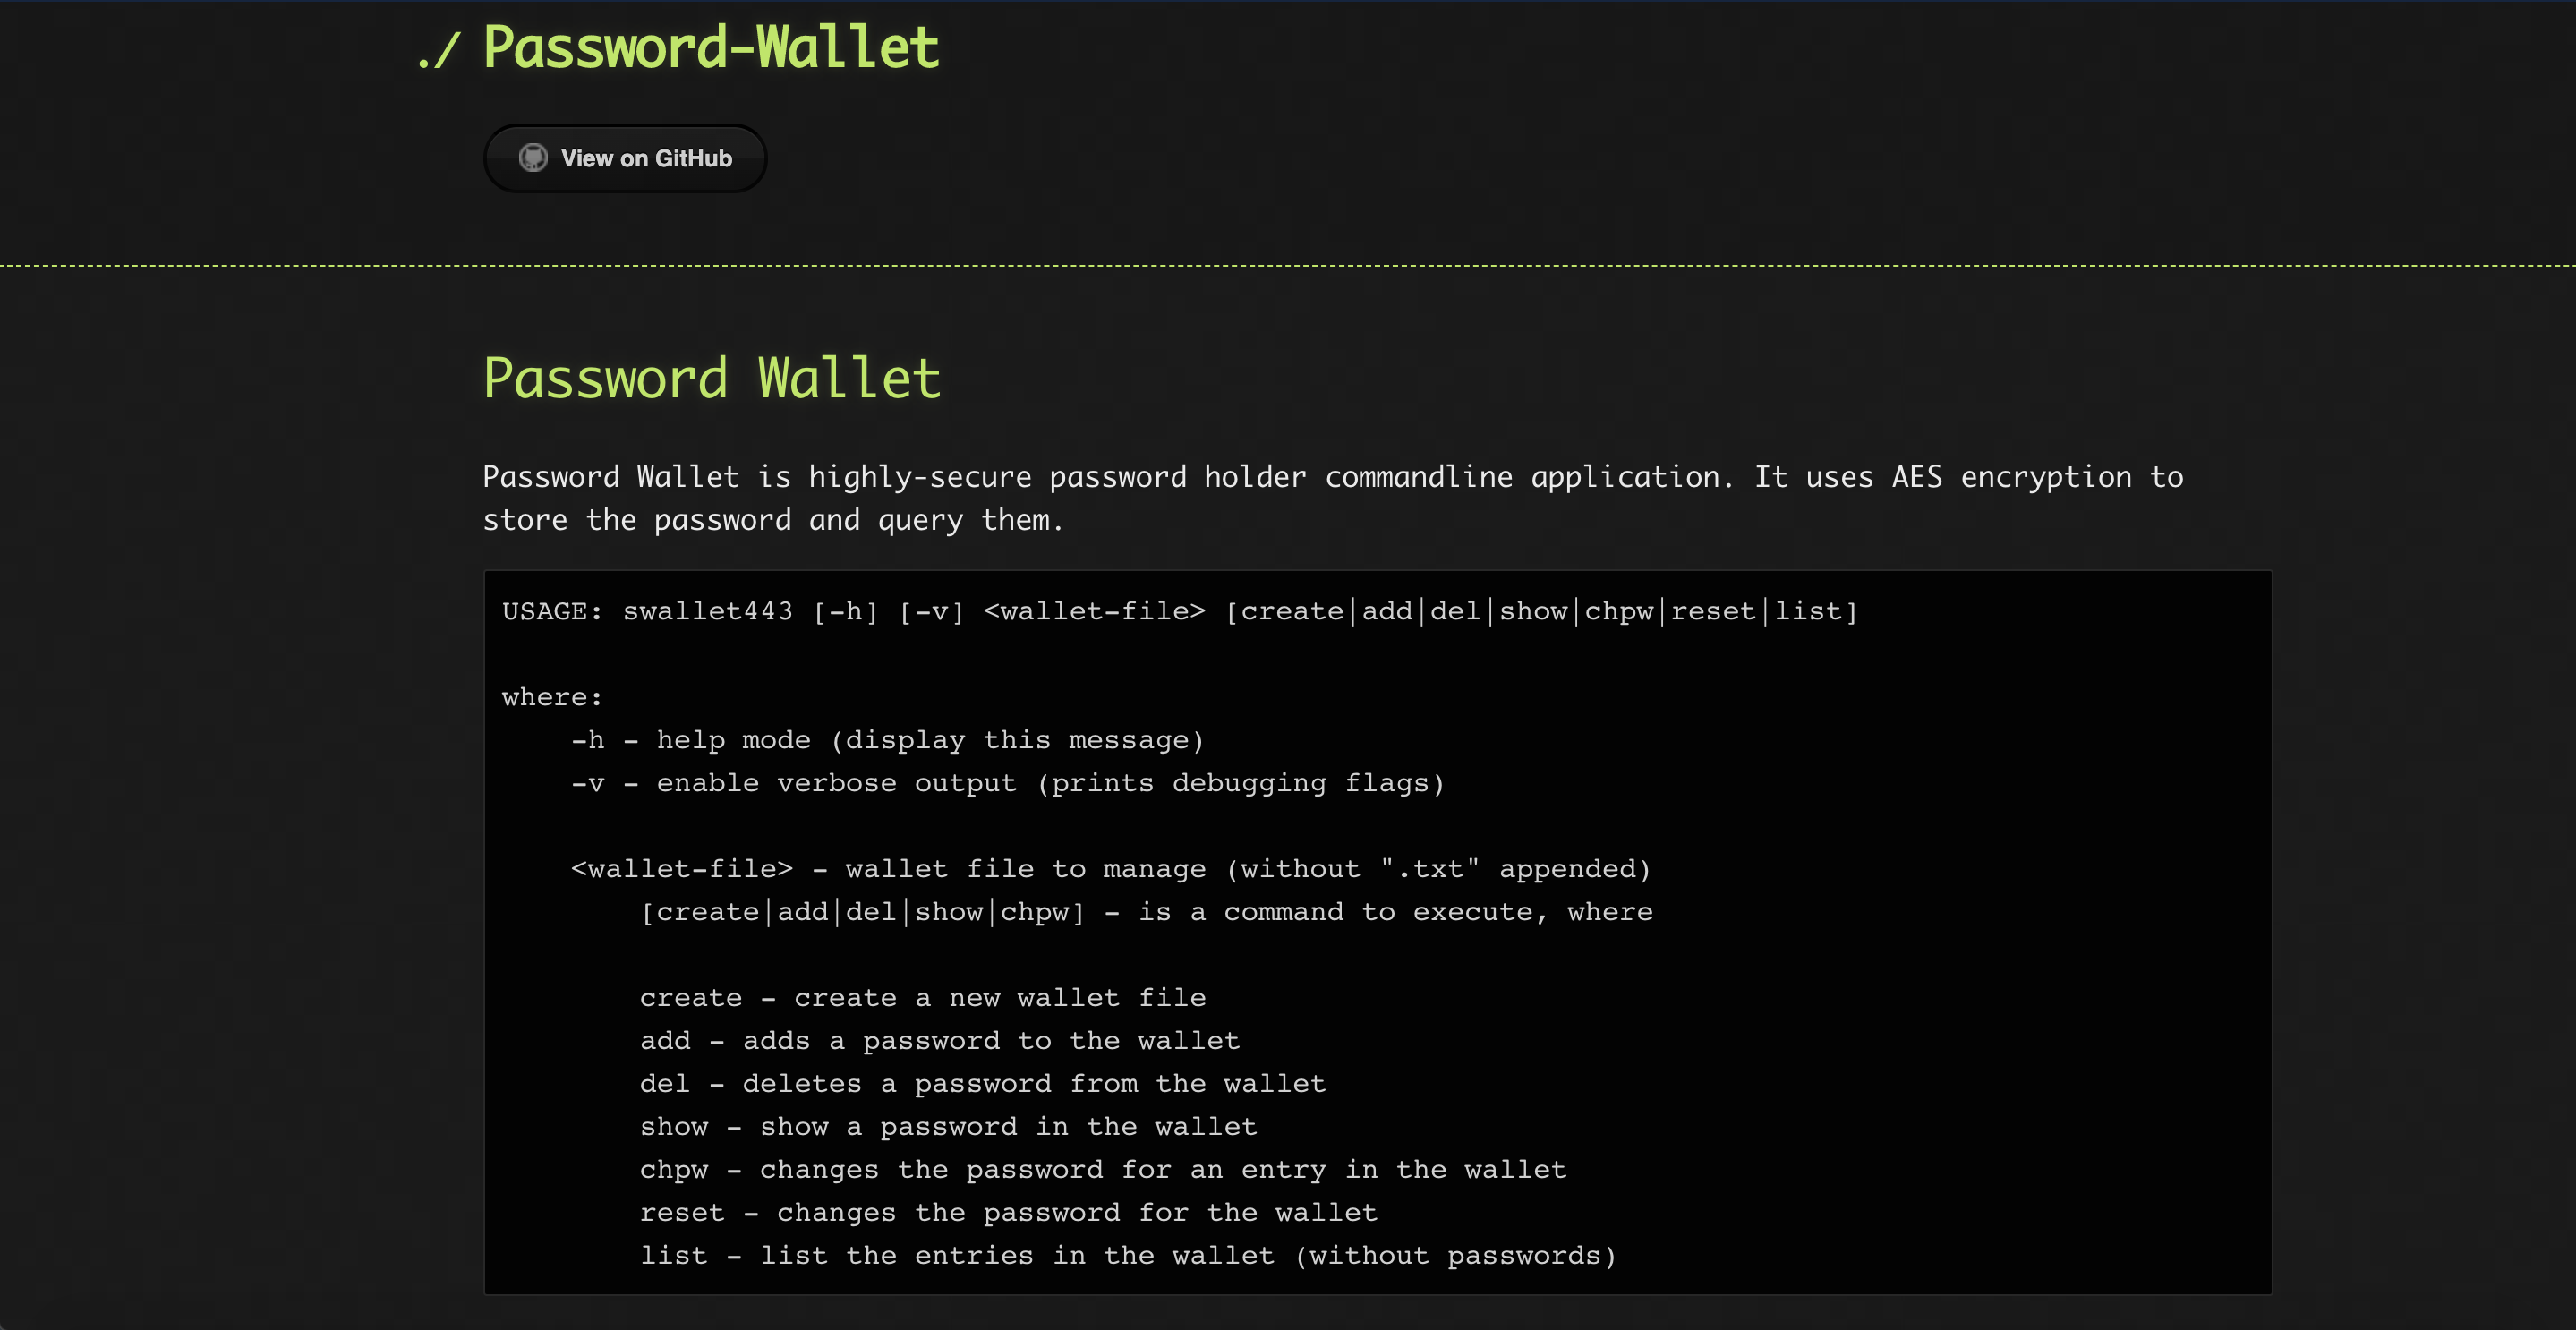 ./ Password-Wallet
View on GitHub
Password Wallet
Password Wallet is highly-secure password holder commandline application. It uses AES encryption to
store the password and query them.
USAGE: swallet443 [-h] [-v] <wallet-file> [create|add|del|show|chpw|reset|list]
where:
-h - help mode (display this message)
-v - enable verbose output (prints debugging flags)
<wallet-file> - wallet file to manage (without ".txt" appended)
[create|add|del|show|chpw] - is a command to execute, where
create - create a new wallet file
add - adds a password to the wallet
del - deletes a password from the wallet
show - show a password in the wallet
chpw - changes the password for an entry in the wallet
reset - changes the password for the wallet
list - list the entries in the wallet (without passwords)